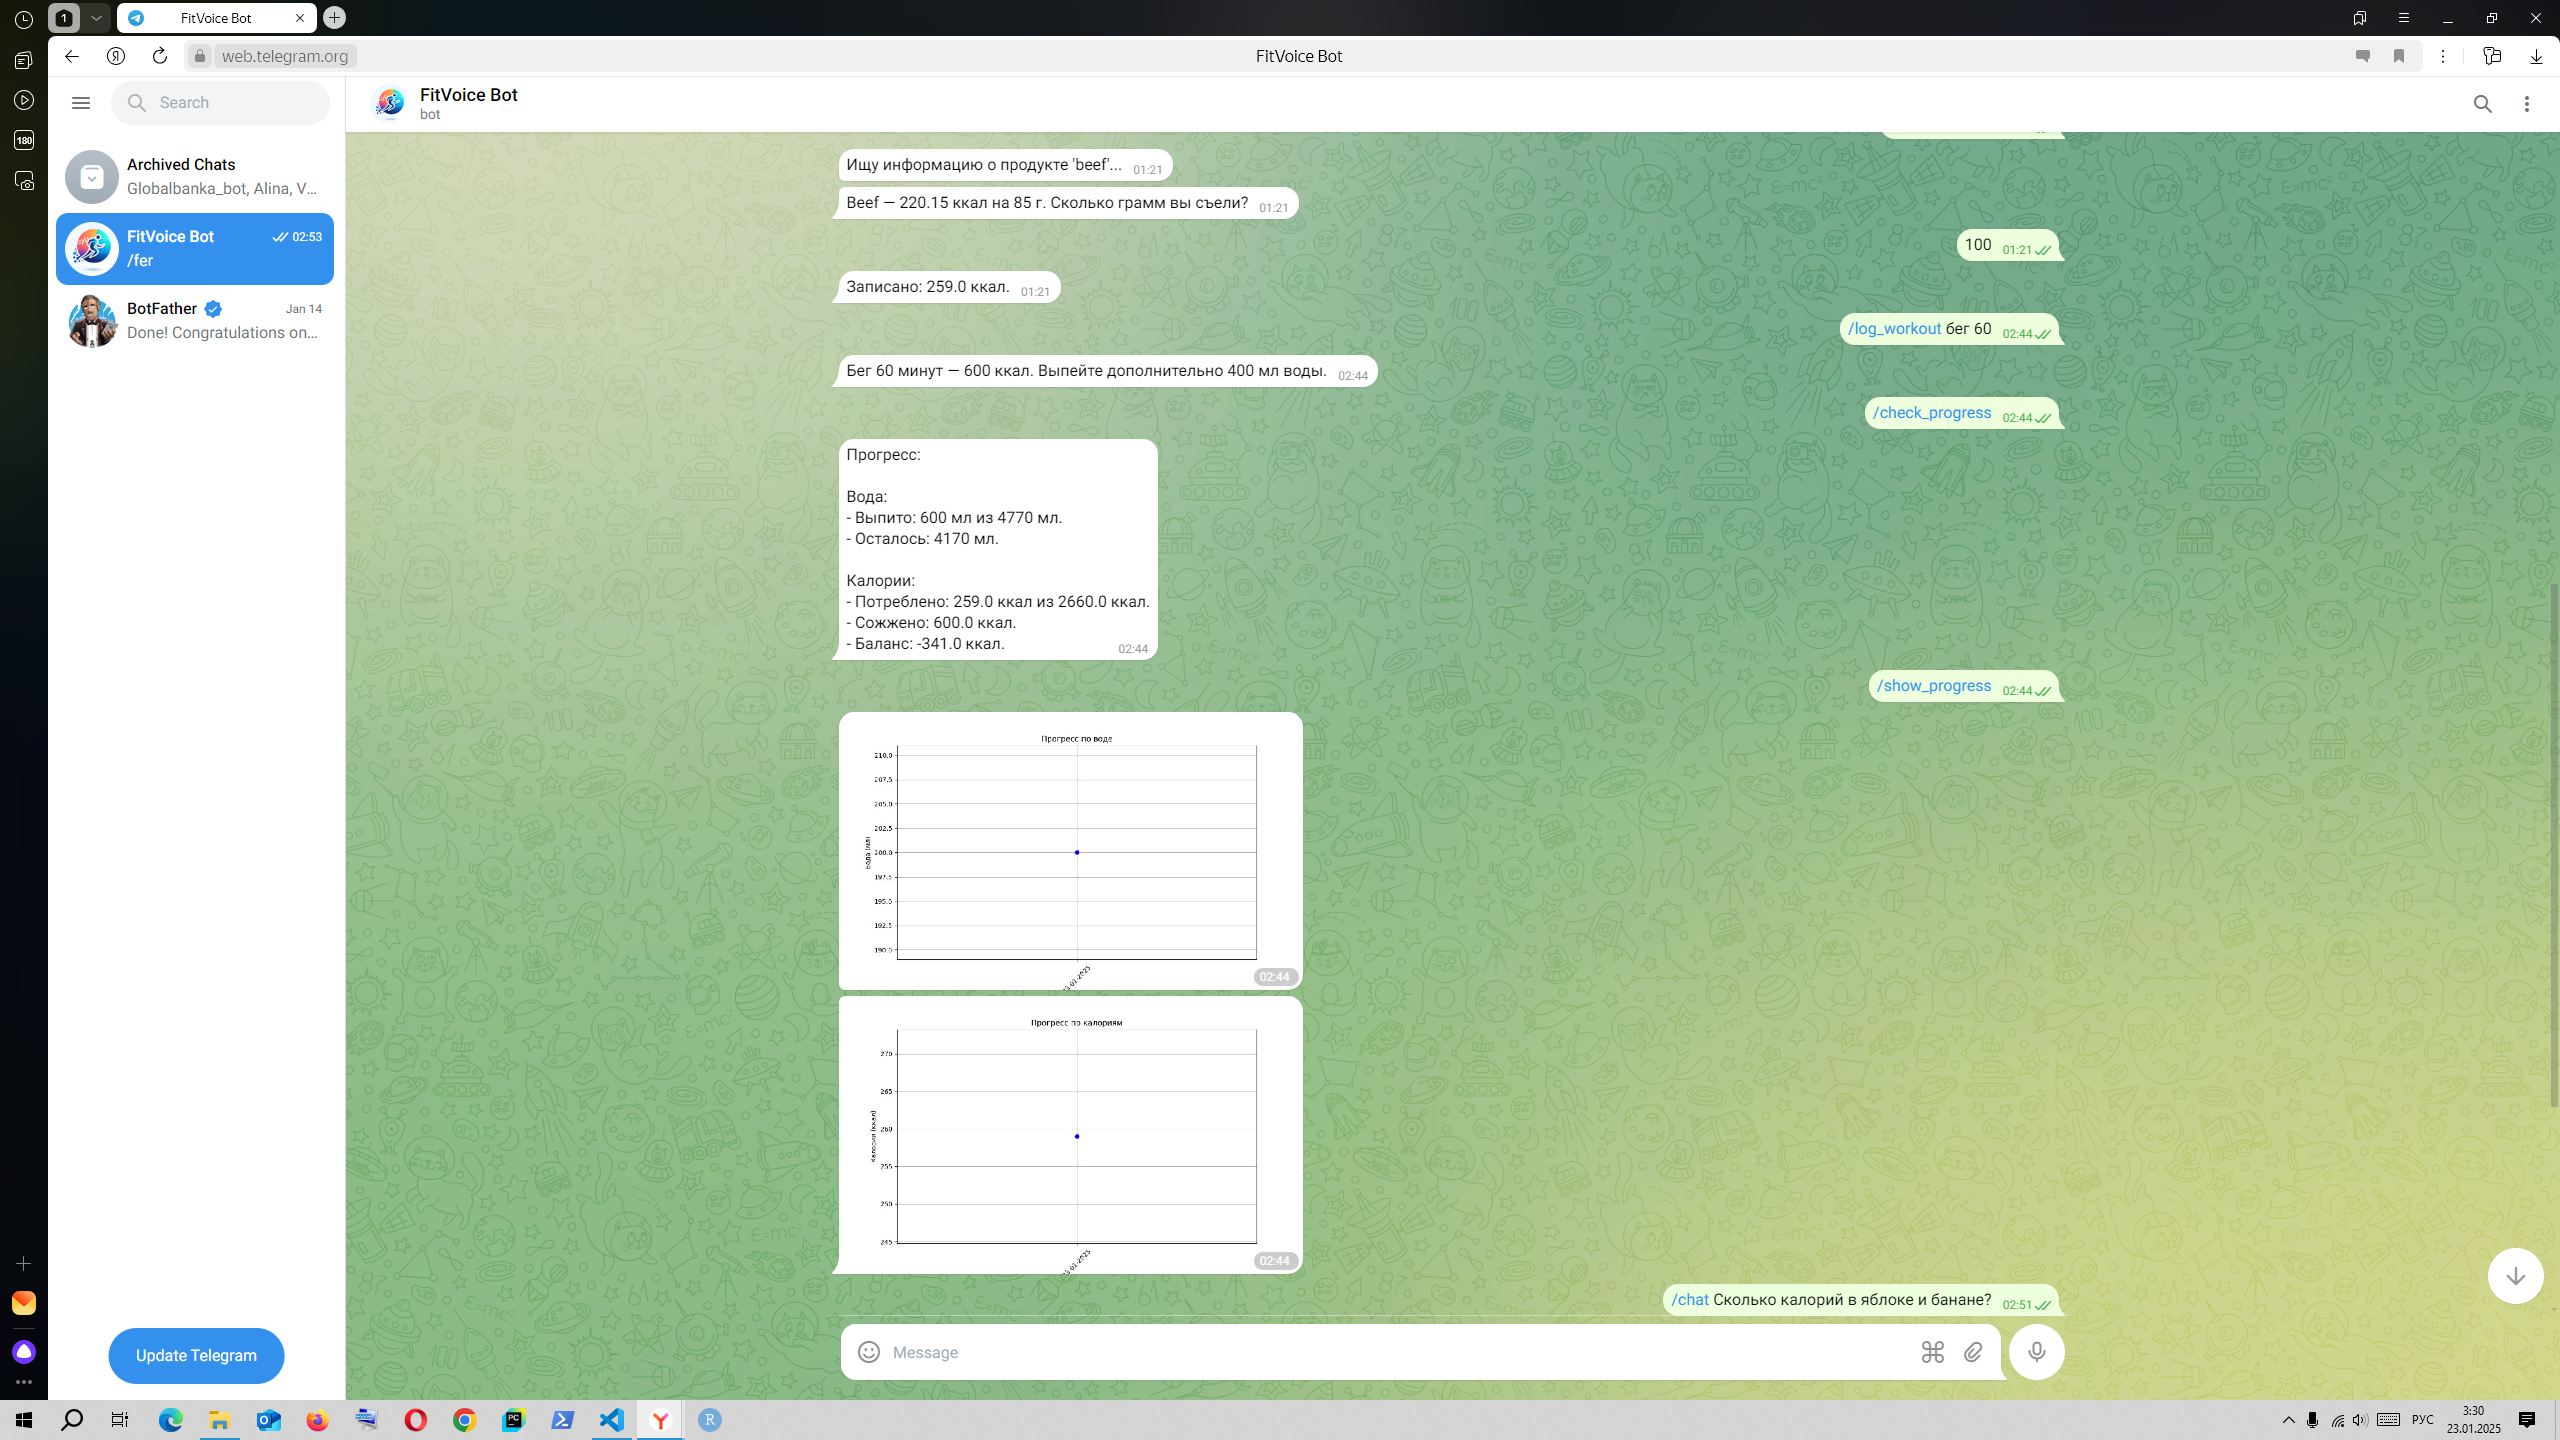 1
FitVoice Bot
web.telegram.org
FitVoice Bot
180
Search
Archived Chats
Globalbanka_bot, Alina, V...
FitVoice Bot
02:53
/fer
BotFather
Jan 14
Done! Congratulations on...
Update Telegram
FitVoice Bot
bot
Ищу информацию о продукте 'beef'... 01:21
Beef — 220.15 ккал на 85 г. Сколько грамм вы съели? 01:21
100 01:21
Записано: 259.0 ккал. 01:21
/log_workout бег 60 02:44
Бег 60 минут — 600 ккал. Выпейте дополнительно 400 мл воды. 02:44
/check_progress 02:44
Прогресс:
Вода:
- Выпито: 600 мл из 4770 мл.
- Осталось: 4170 мл.
Калории:
- Потреблено: 259.0 ккал из 2660.0 ккал.
- Сожжено: 600.0 ккал.
- Баланс: -341.0 ккал. 02:44
/show_progress 02:44
Прогресс по воде
210.0
207.5
205.0
202.5
200.0
197.5
195.0
192.5
190.0
Вода (мл)
02:44
Прогресс по калориям
270
265
260
255
250
245
Калории (ккал)
02:44
/chat Сколько калорий в яблоке и банане? 02:51
Message
РУС
3:30
23.01.2025